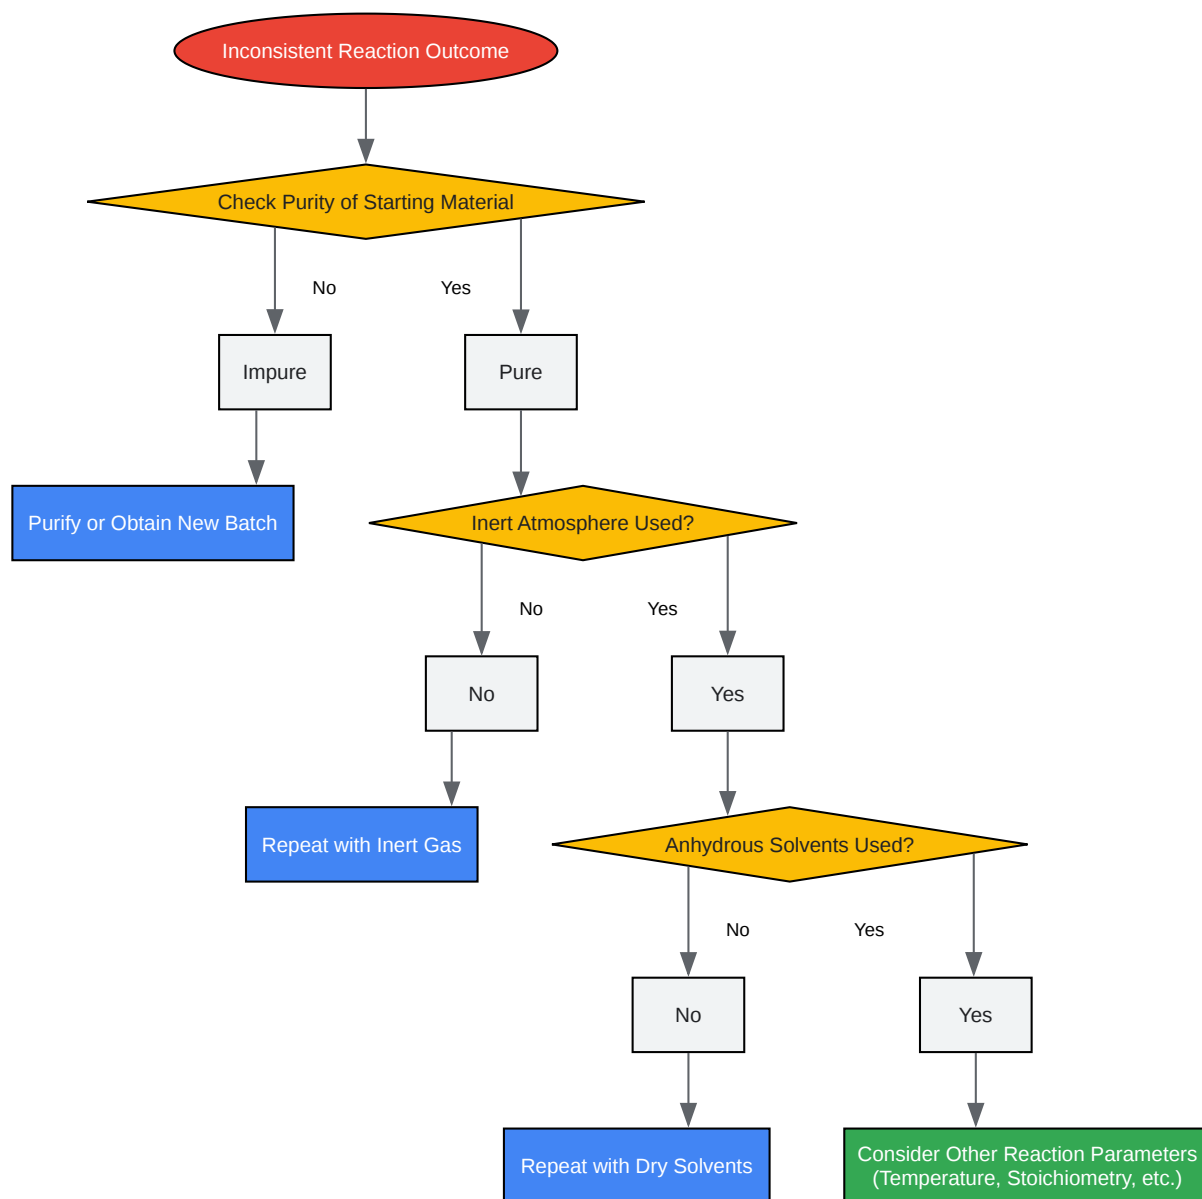 Inconsistent Reaction Outcome
Check Purity of Starting Material
No
Yes
Impure
Pure
Purify or Obtain New Batch
Inert Atmosphere Used?
No
Yes
No
Yes
Repeat with Inert Gas
Anhydrous Solvents Used?
No
Yes
No
Yes
Repeat with Dry Solvents
Consider Other Reaction Parameters
(Temperature, Stoichiometry, etc.)